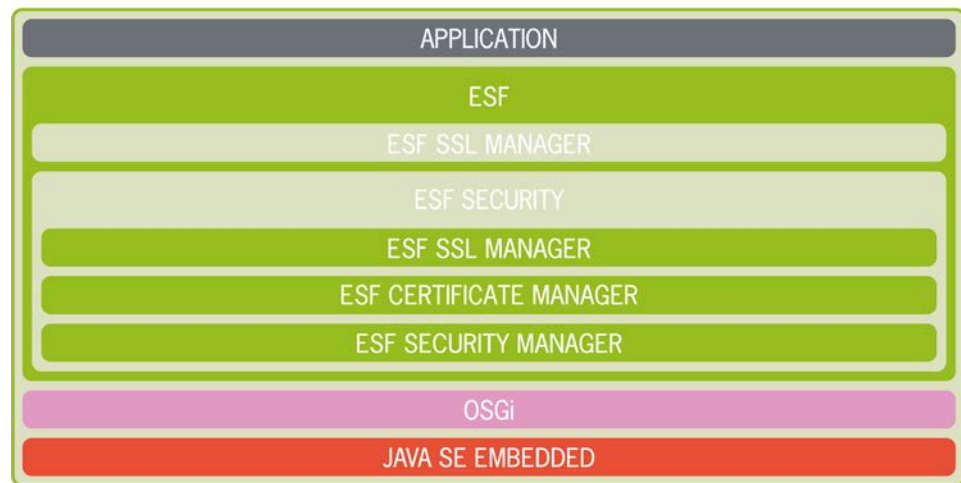 APPLICATION
ESF
ESF SSL MANAGER
ESF SECURITY
ESF SSL MANAGER
ESF CERTIFICATE MANAGER
ESF SECURITY MANAGER
OSGi
JAVA SE EMBEDDED